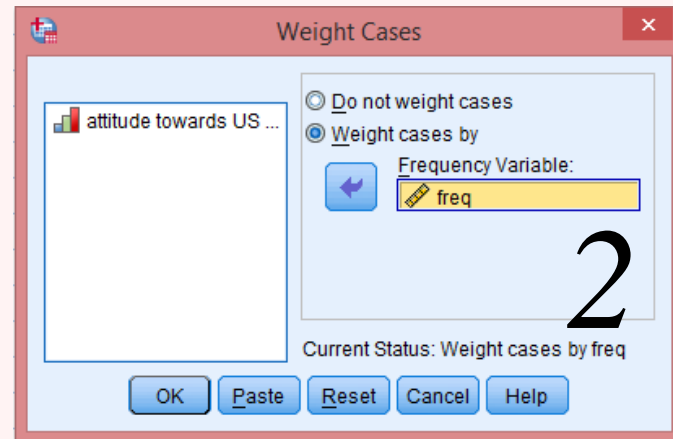 Weight Cases
×
attitude towards US ...
Do not weight cases
Weight cases by
Frequency Variable:
freq
2
Current Status: Weight cases by freq
OK Paste Reset Cancel Help